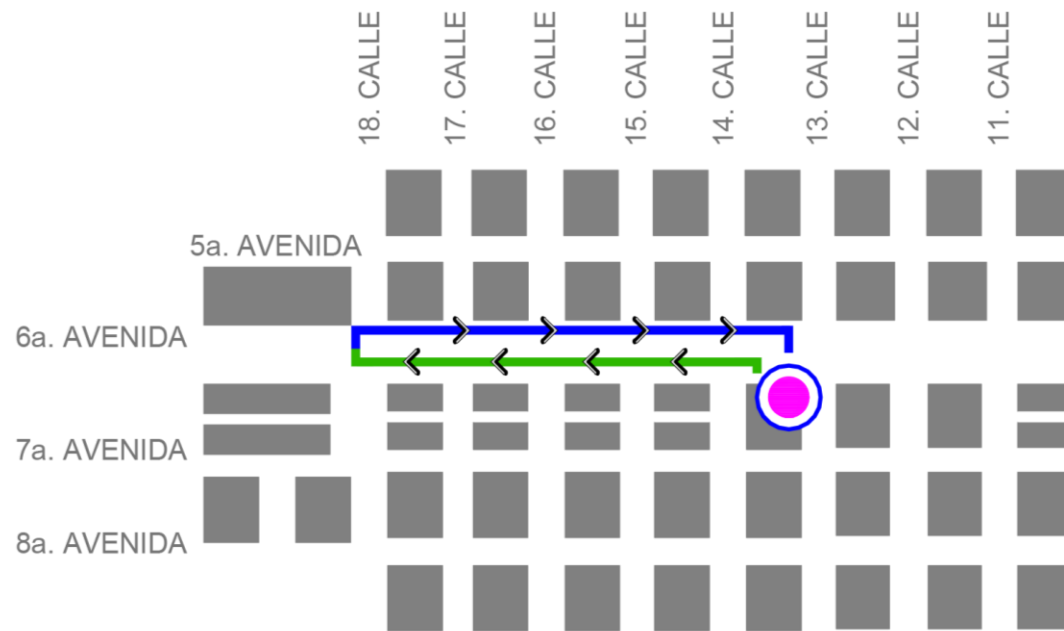 18. CALLE
17. CALLE
16. CALLE
15. CALLE
14. CALLE
13. CALLE
12. CALLE
11. CALLE
5a. AVENIDA
6a. AVENIDA
7a. AVENIDA
8a. AVENIDA